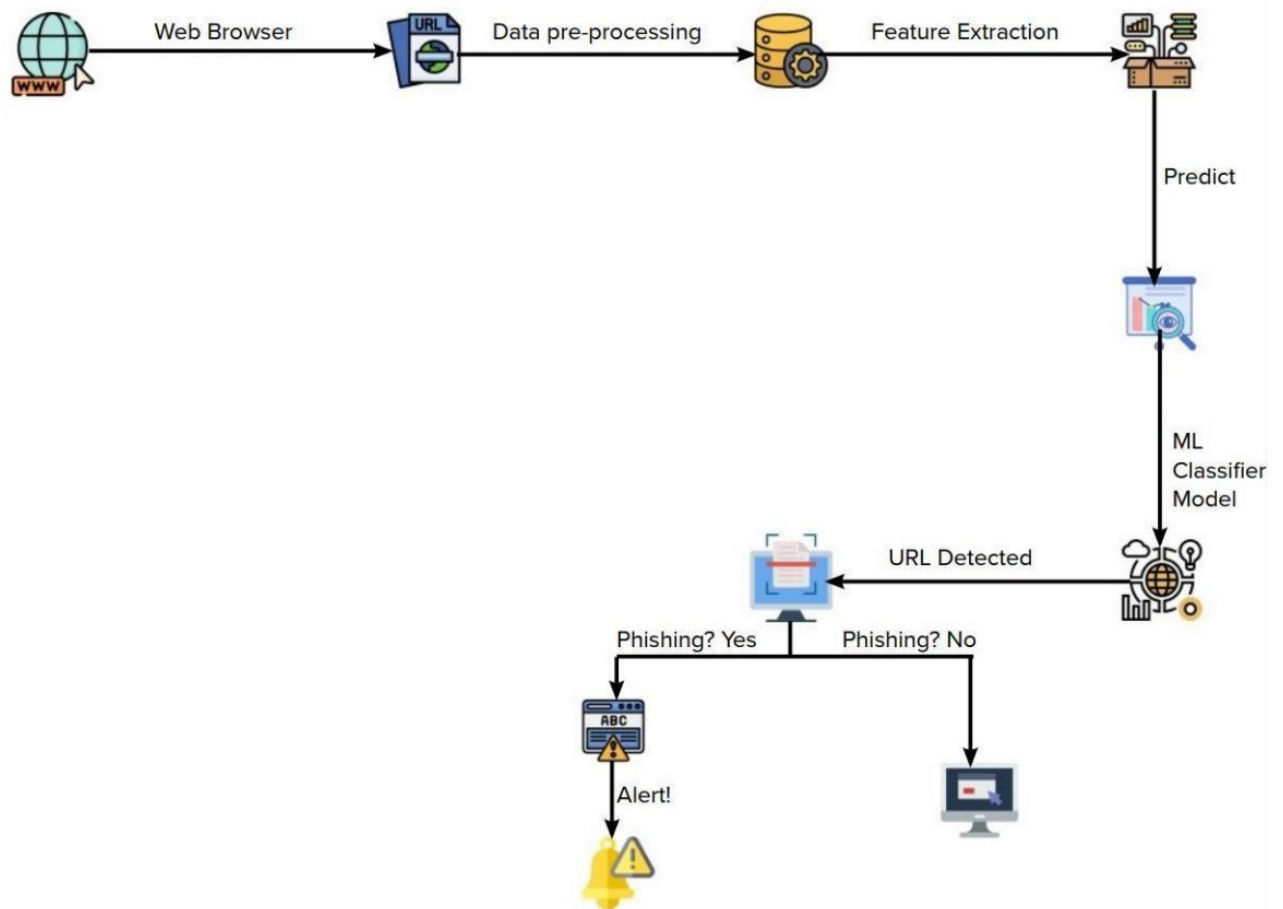 Web Browser
Data pre-processing
Feature Extraction
URL
WWW
Predict
ML
Classifier
Model
URL Detected
Phishing? Yes
Phishing? No
ABC
Alert!